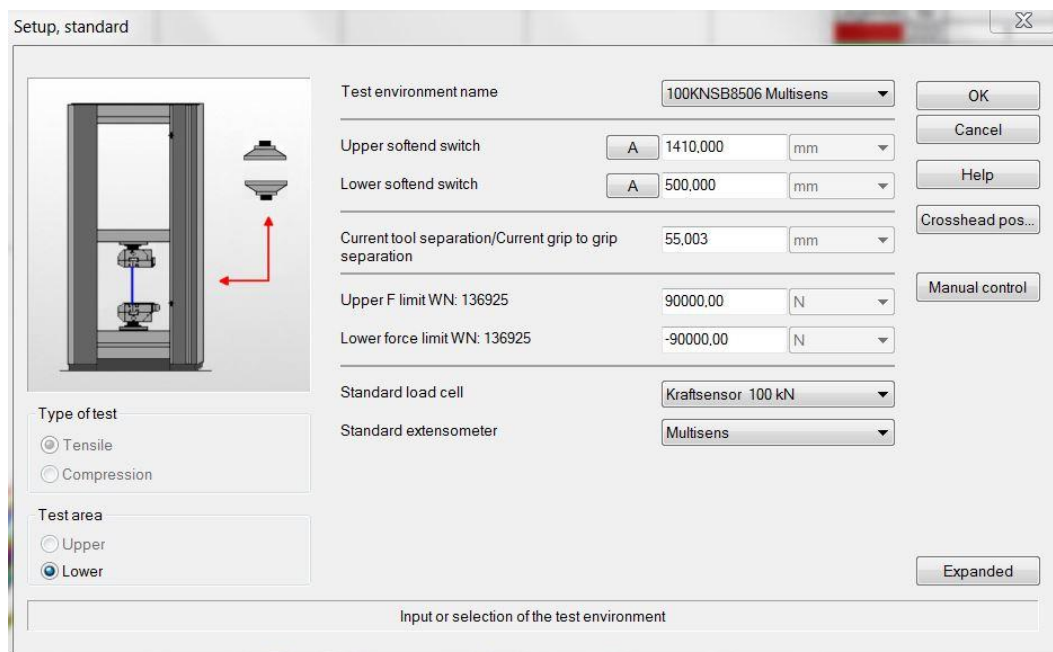 Setup, standard
Test environment name
100KNSB8506 Multisens
OK
Cancel
Upper softend switch
A
1410,000
mm
Lower softend switch
A
500,000
mm
Help
Crosshead pos...
Current tool separation/Current grip to grip
separation
55,003
mm
Manual control
Upper F limit WN: 136925
90000,00
N
Lower force limit WN: 136925
-90000,00
N
Standard load cell
Kraftsensor 100 kN
Standard extensometer
Multisens
Type of test
Tensile
Compression
Test area
Upper
Lower
Expanded
Input or selection of the test environment